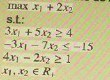 max x₁ + 2x₂
s.t.:
3x₁ + 5x₂ ≥ 4
−3x₁ − 7x₂ ≤ −15
4x₁ − 2x₂ ≥ 1
x₁, x₂ ∈ R₊